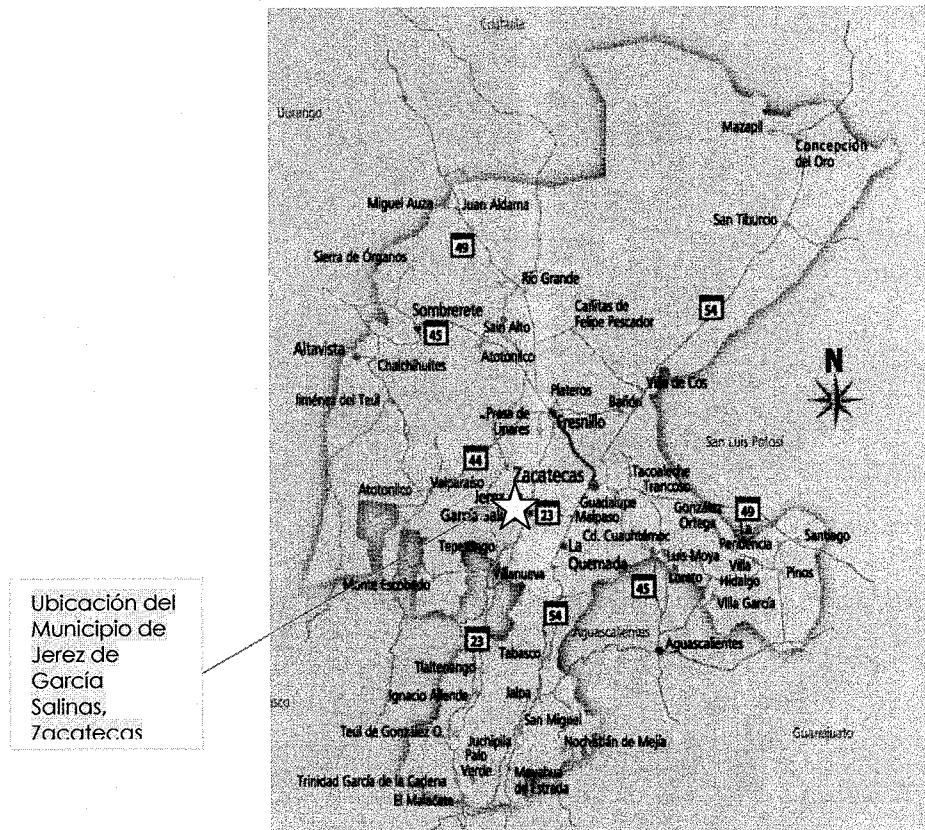 Coahuila
Durango
Mazapil
Concepción
del Oro
Miguel Auza
Juan Aldama
San Tiburcio
49
Sierra de Órganos
Río Grande
54
Sombrerete
Cañitas de
Felipe Pescador
45
Sain Alto
Altavista
Atotonilco
Chalchihuites
N
Villa de Cos
Plateros
Bañón
Jiménez del Teúl
Presa de
Linares
Fresnillo
San Luis Potosí
44
Zacatecas
Tacoaleche
Trancoso
Valparaíso
Atotonilco
Jerez
Guadalupe
García Sal
23
Malpaso
González
Ortega
49
Cd. Cuauhtémoc
La
Pendencia
Santiago
Tepetongo
La
Quemada
Luis Moya
Villa
Hidalgo
Pinos
Monte Escobedo
Villanueva
Loreto
45
Villa García
Ubicación del
Municipio de
Jerez de
García
Salinas,
Zacatecas
54
Aguascalientes
Aguascalientes
23
Tabasco
Tlaltenango
Ignacio Allende
Jalpa
San Miguel
Teul de González O.
Juchipila
Nochistlán de Mejía
Guanajuato
Palo
Verde
Trinidad García de la Cadena
Moyahua
de Estrada
El Malacate